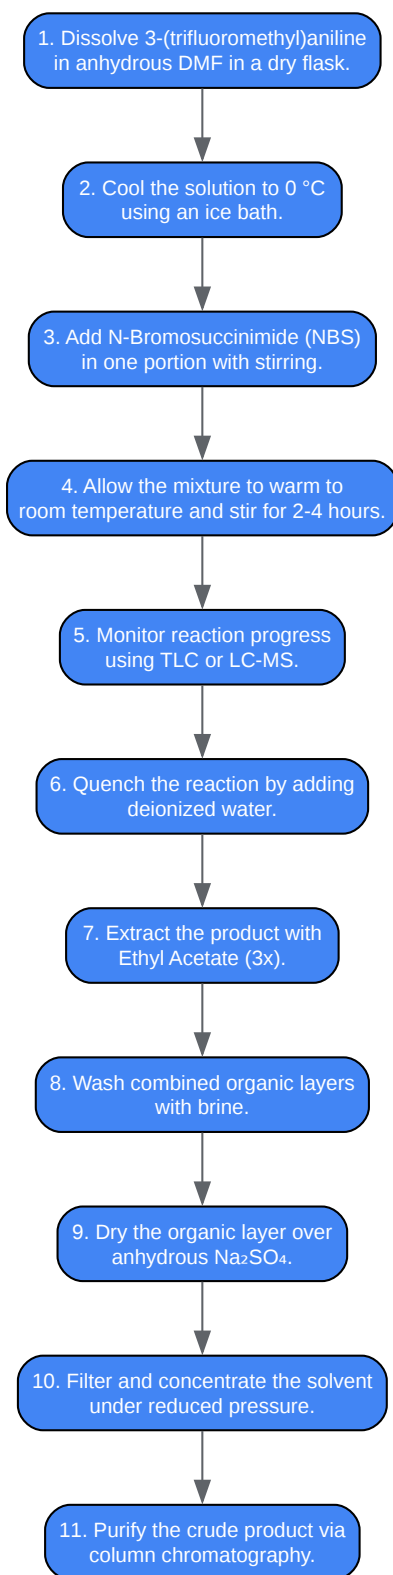 1. Dissolve 3-(trifluoromethyl)aniline
in anhydrous DMF in a dry flask.
2. Cool the solution to 0 °C
using an ice bath.
3. Add N-Bromosuccinimide (NBS)
in one portion with stirring.
4. Allow the mixture to warm to
room temperature and stir for 2-4 hours.
5. Monitor reaction progress
using TLC or LC-MS.
6. Quench the reaction by adding
deionized water.
7. Extract the product with
Ethyl Acetate (3x).
8. Wash combined organic layers
with brine.
9. Dry the organic layer over
anhydrous Na₂SO₄.
10. Filter and concentrate the solvent
under reduced pressure.
11. Purify the crude product via
column chromatography.